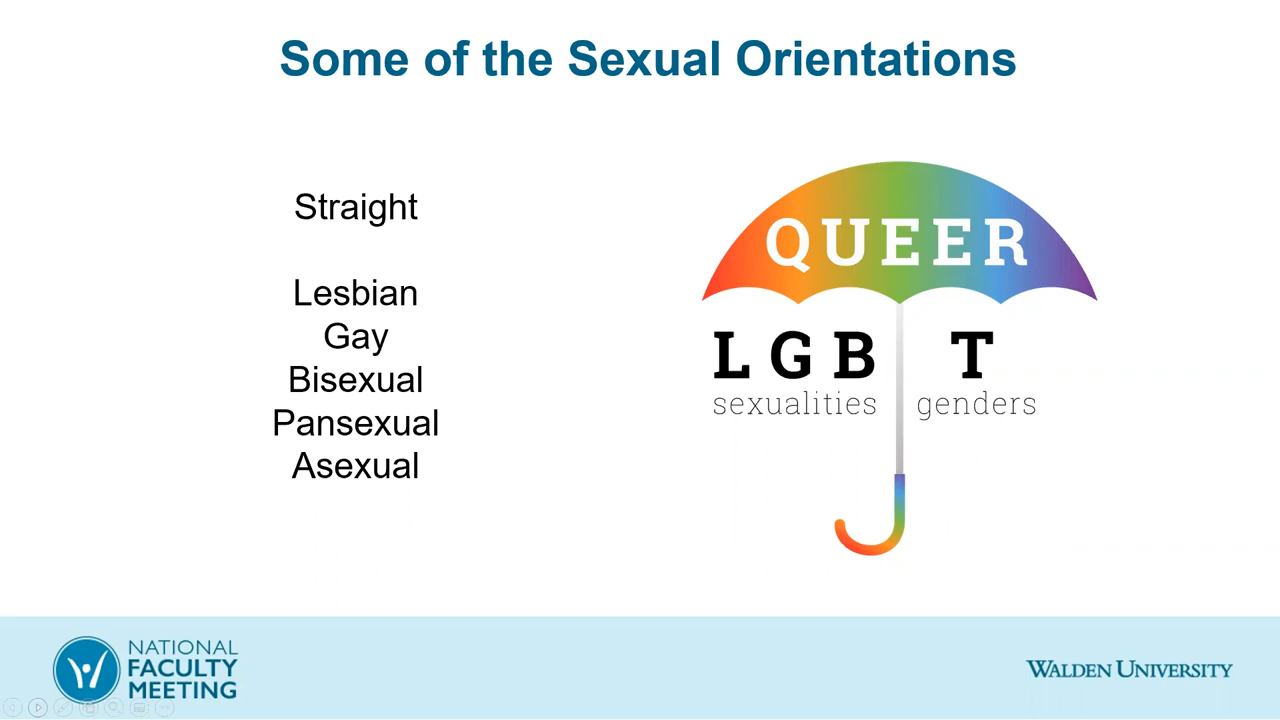 Some of the Sexual Orientations
Straight
Lesbian
Gay
Bisexual
Pansexual
Asexual
QUEER
L G B T
sexualities genders
NATIONAL
FACULTY
MEETING
WALDEN UNIVERSITY